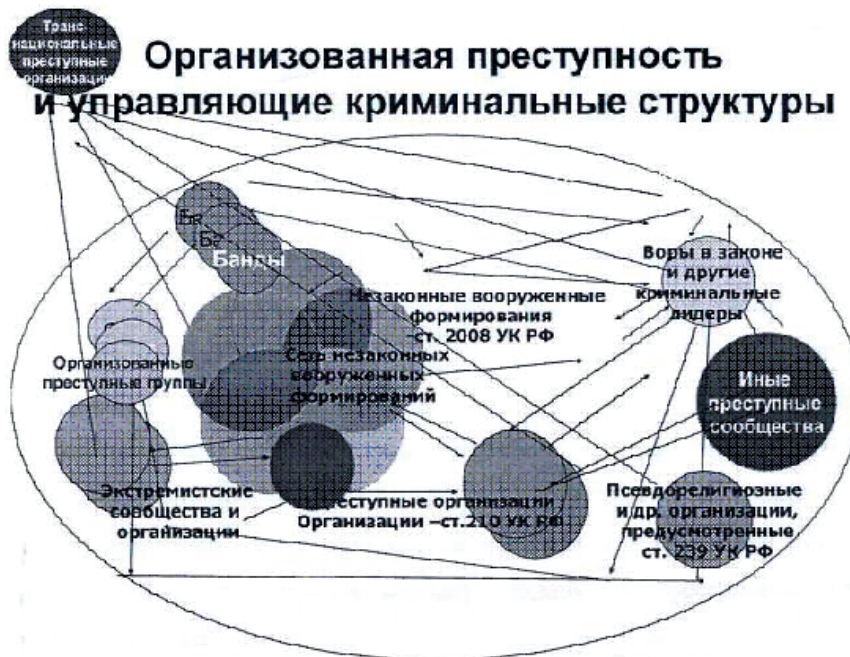 Транс
национальные
преступные
организации
Организованная преступность
и управляющие криминальные структуры
Ба
Ба
Банды
Воры в законе
и другие
криминальные
лидеры
Незаконные вооруженные
формирования
-ст. 2008 УК РФ
Организованные
преступные группы
Сеть незаконных
вооруженных
формирований
Иные
преступные
сообщества
Экстремистские
сообщества и
организации
преступные организации
Организации –ст.210 УК РФ
Псевдорелигиозные
и др. организации,
предусмотренные
ст. 239 УК РФ